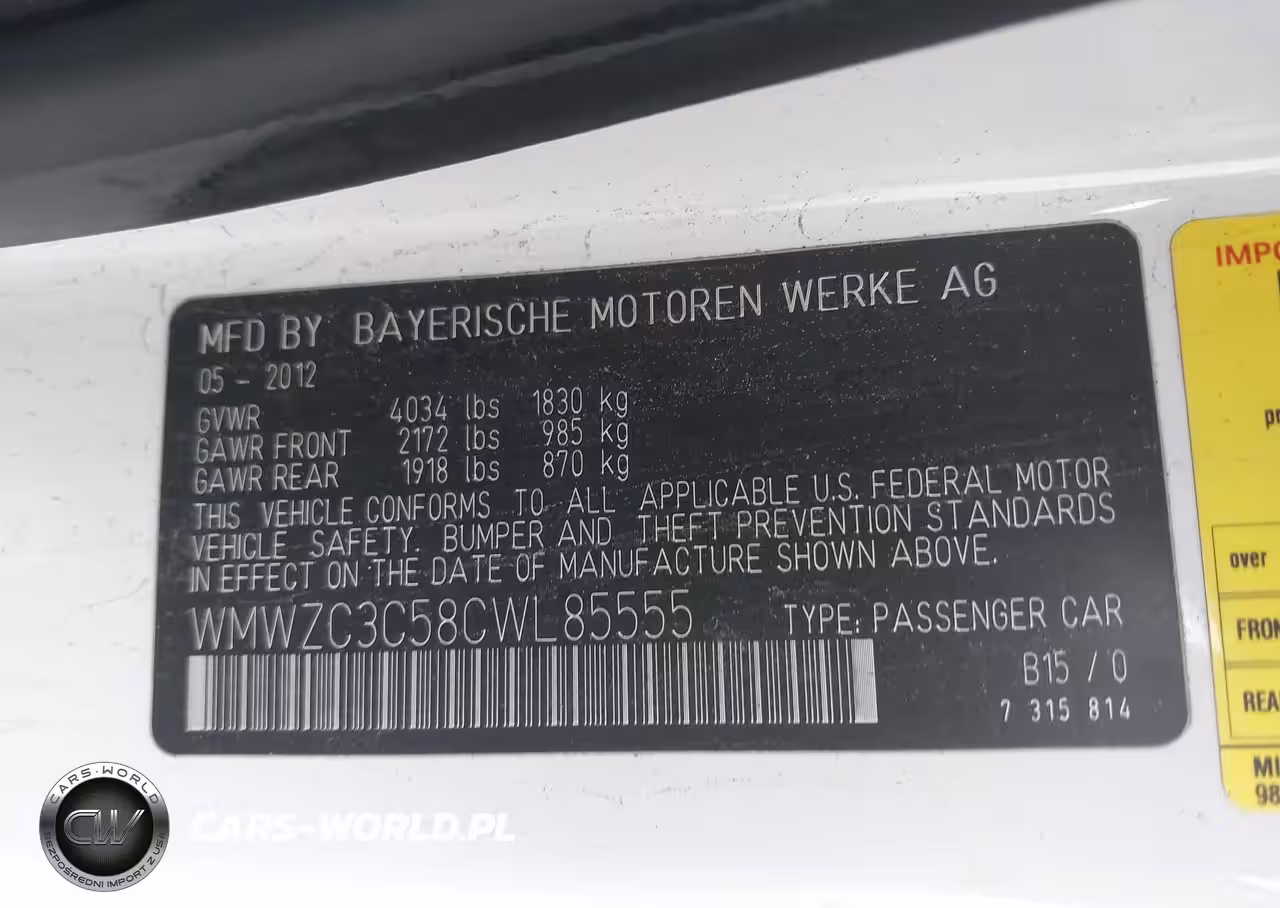 MFD BY BAYERISCHE MOTOREN WERKE AG
05 - 2012
GVWR 4034 lbs 1830 kg
GAWR FRONT 2172 lbs 985 kg
GAWR REAR 1918 lbs 870 kg
THIS VEHICLE CONFORMS TO ALL APPLICABLE U.S. FEDERAL MOTOR
VEHICLE SAFETY. BUMPER AND THEFT PREVENTION STANDARDS
IN EFFECT ON THE DATE OF MANUFACTURE SHOWN ABOVE.
WMWZC3C58CWL85555 TYPE: PASSENGER CAR
B15 / 0
7 315 814
over
CARS-WORLD
CW
BEZPOŚREDNI IMPORT Z USA
CARS-WORLD.PL